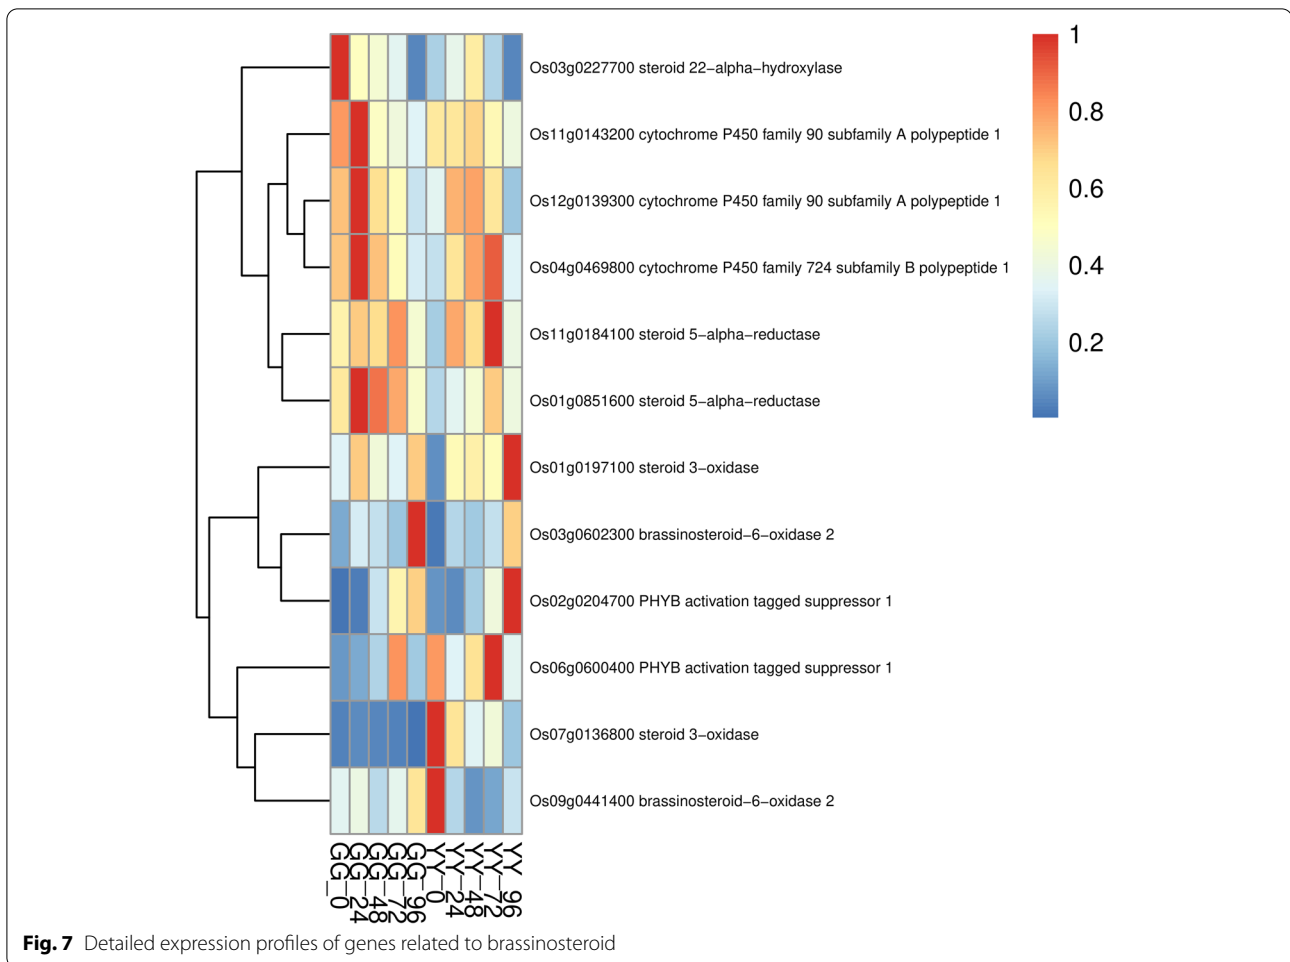 Os03g0227700 steroid 22−alpha−hydroxylase
Os11g0143200 cytochrome P450 family 90 subfamily A polypeptide 1
Os12g0139300 cytochrome P450 family 90 subfamily A polypeptide 1
Os04g0469800 cytochrome P450 family 724 subfamily B polypeptide 1
Os11g0184100 steroid 5−alpha−reductase
Os01g0851600 steroid 5−alpha−reductase
Os01g0197100 steroid 3−oxidase
Os03g0602300 brassinosteroid−6−oxidase 2
Os02g0204700 PHYB activation tagged suppressor 1
Os06g0600400 PHYB activation tagged suppressor 1
Os07g0136800 steroid 3−oxidase
Os09g0441400 brassinosteroid−6−oxidase 2
1
0.8
0.6
0.4
0.2
GG_0
GG_24
GG_48
GG_72
GG_96
YY_0
YY_24
YY_48
YY_72
YY_96
Fig. 7 Detailed expression profiles of genes related to brassinosteroid